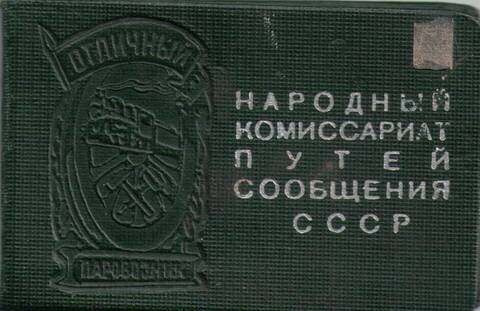 ОТЛИЧНЫЙ
ПАРОВОЗНИК
НАРОДНЫЙ
КОМИССАРИАТ
ПУТЕЙ
СООБЩЕНИЯ
СССР